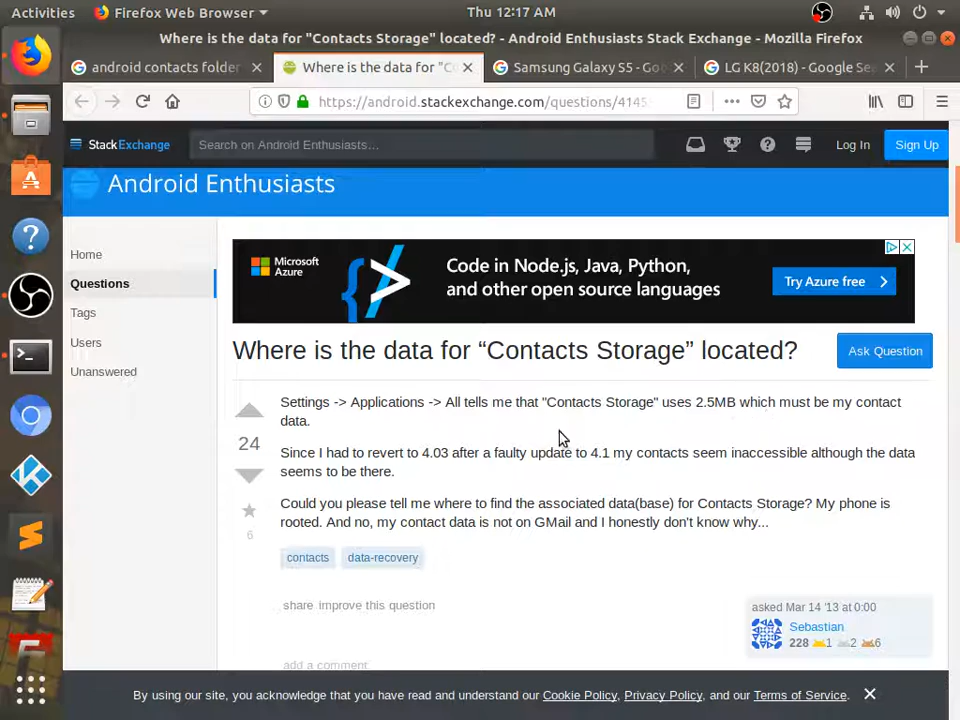 Activities
Firefox Web Browser
Thu 12:17 AM
Where is the data for "Contacts Storage" located? - Android Enthusiasts Stack Exchange - Mozilla Firefox
android contacts folder
Where is the data for "Co
Samsung Galaxy S5 - Goo
LG K8(2018) - Google Se
https://android.stackexchange.com/questions/4145
StackExchange
Search on Android Enthusiasts…
Log In
Sign Up
Android Enthusiasts
Home
Questions
Tags
Users
Unanswered
Microsoft Azure
Code in Node.js, Java, Python, and other open source languages
Try Azure free
Where is the data for “Contacts Storage” located?
Ask Question
24
6
Settings -> Applications -> All tells me that "Contacts Storage" uses 2.5MB which must be my contact
data.
Since I had to revert to 4.03 after a faulty update to 4.1 my contacts seem inaccessible although the data
seems to be there.
Could you please tell me where to find the associated data(base) for Contacts Storage? My phone is
rooted. And no, my contact data is not on GMail and I honestly don't know why...
contacts
data-recovery
share improve this question
asked Mar 14 '13 at 0:00
Sebastian
228 1 2 6
add a comment
By using our site, you acknowledge that you have read and understand our Cookie Policy, Privacy Policy, and our Terms of Service.